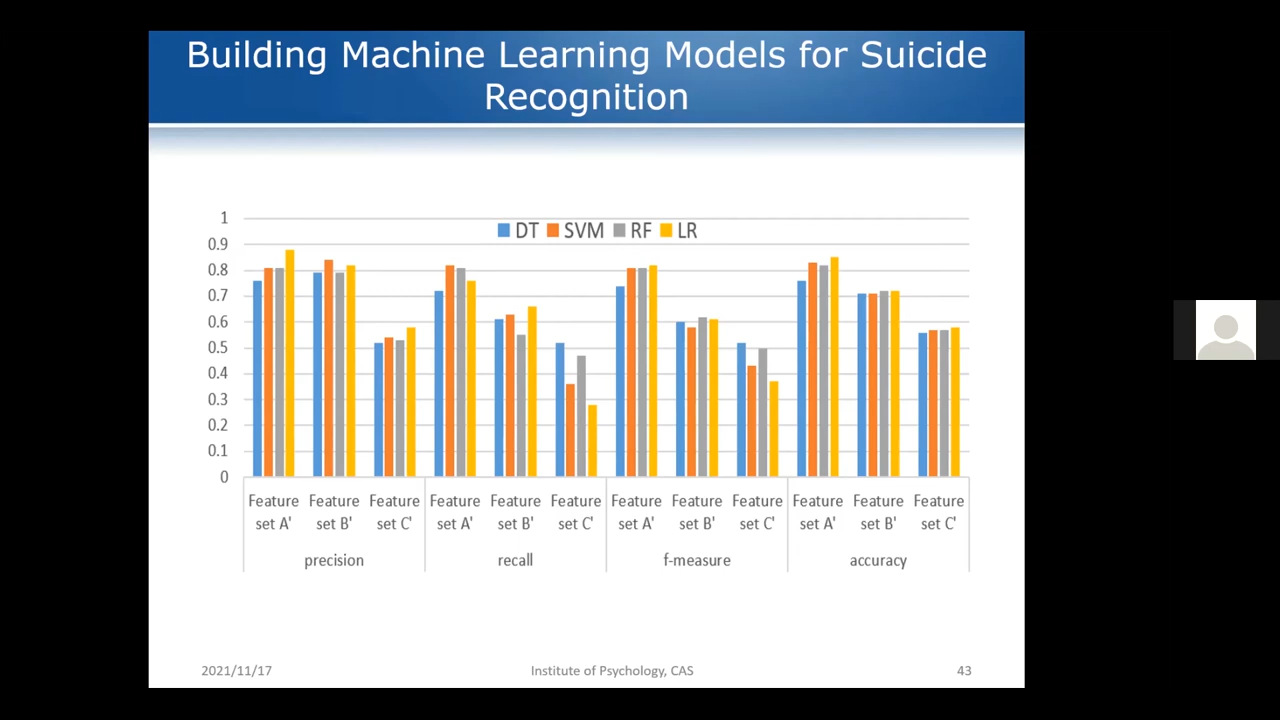 Building Machine Learning Models for Suicide
Recognition
DT SVM RF LR
1
0.9
0.8
0.7
0.6
0.5
0.4
0.3
0.2
0.1
0
Feature Feature Feature Feature Feature Feature Feature Feature Feature Feature Feature Feature
set A' set B' set C' set A' set B' set C' set A' set B' set C' set A' set B' set C'
precision recall f-measure accuracy
2021/11/17 Institute of Psychology, CAS 43